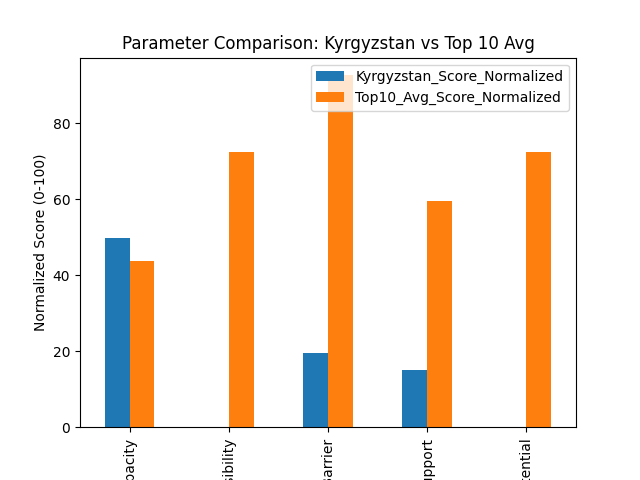 Parameter Comparison: Kyrgyzstan vs Top 10 Avg
Kyrgyzstan_Score_Normalized
Top10_Avg_Score_Normalized
Normalized Score (0-100)
80
60
40
20
0
pacity
sibility
arrier
upport
tential